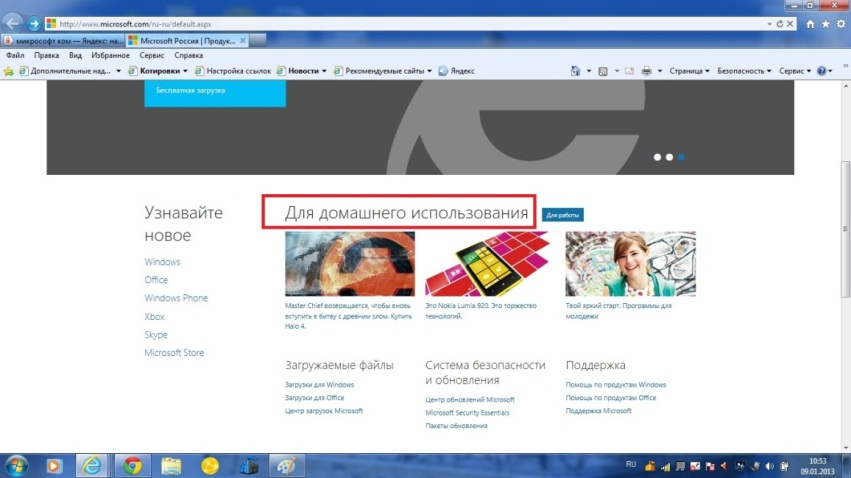 http://www.microsoft.com/ru-ru/default.aspx
микрософт ком — Яндекс: на...
Microsoft Россия | Продук...
Файл Правка Вид Избранное Сервис Справка
Дополнительные над... Котировки Настройка ссылок Новости Рекомендуемые сайты Яндекс Страница Безопасность Сервис
Бесплатная загрузка
Узнавайте
новое
Windows
Office
Windows Phone
Xbox
Skype
Microsoft Store
Для домашнего использования
Для работы
Master Chief возвращается, чтобы вновь
вступить в битву с древним злом. Купить
Halo 4.
Это Nokia Lumia 920. Это торжество
технологий.
Твой яркий старт. Программы для
молодежи
Загружаемые файлы
Загрузки для Windows
Загрузки для Office
Центр загрузок Microsoft
Система безопасности
и обновления
Центр обновлений Microsoft
Microsoft Security Essentials
Пакеты обновления
Поддержка
Помощь по продуктам Windows
Помощь по продуктам Office
Поддержка Microsoft
RU
10:53
09.01.2013